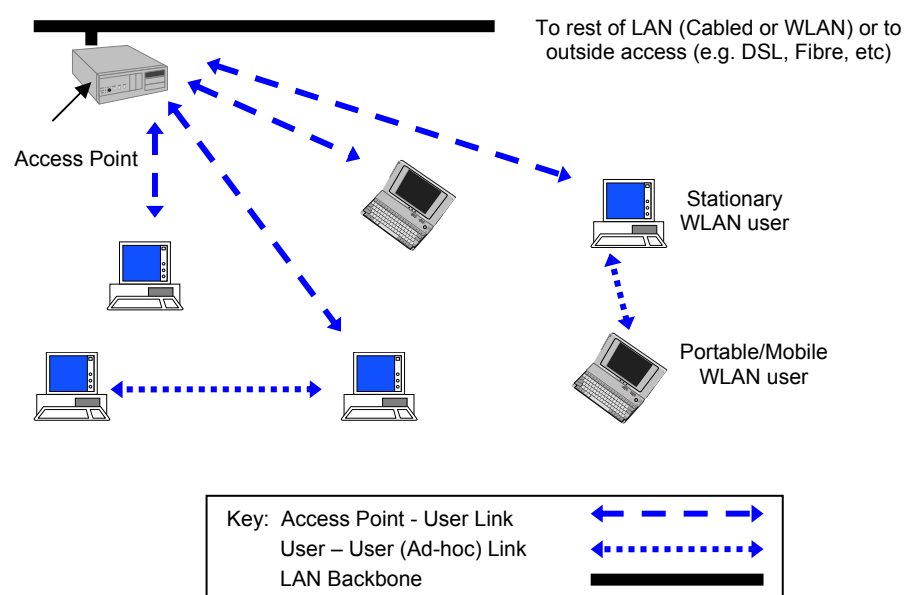 To rest of LAN (Cabled or WLAN) or to
outside access (e.g. DSL, Fibre, etc)
Access Point
Stationary
WLAN user
Portable/Mobile
WLAN user
Key: Access Point - User Link
User – User (Ad-hoc) Link
LAN Backbone